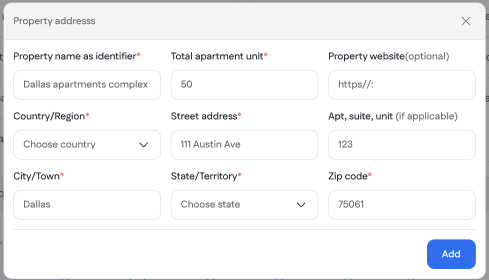 Property addresss
Property name as identifier* Total apartment unit* Property website(optional)
Dallas apartments complex 50 https//:
Country/Region* Street address* Apt, suite, unit (if applicable)
Choose country 111 Austin Ave 123
City/Town* State/Territory* Zip code*
Dallas Choose state 75061
Add